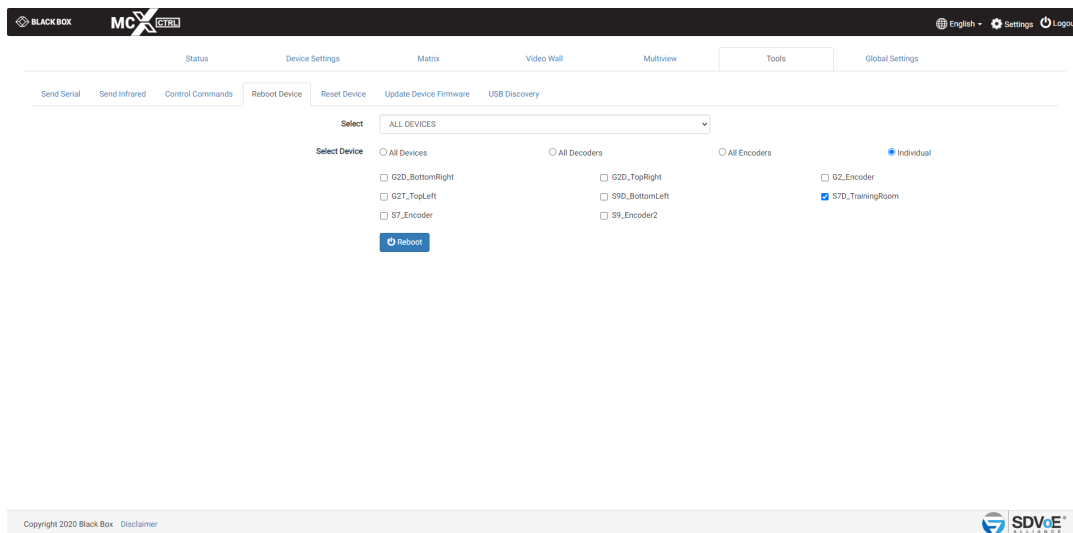 BLACK BOX MCX CTRL English Settings Logou
Status Device Settings Matrix Video Wall Multiview Tools Global Settings
Send Serial Send Infrared Control Commands Reboot Device Reset Device Update Device Firmware USB Discovery
Select ALL DEVICES
Select Device All Devices All Decoders All Encoders Individual
G2D_BottomRight G2D_TopRight G2_Encoder
G2T_TopLeft S9D_BottomLeft S7D_TrainingRoom
S7_Encoder S9_Encoder2
Reboot
Copyright 2020 Black Box Disclaimer SDVoE
ALLIANCE